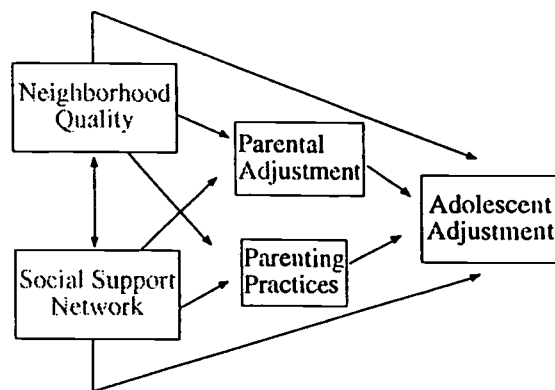 Neighborhood
Quality
Parental
Adjustment
Adolescent
Adjustment
Social Support
Network
Parenting
Practices